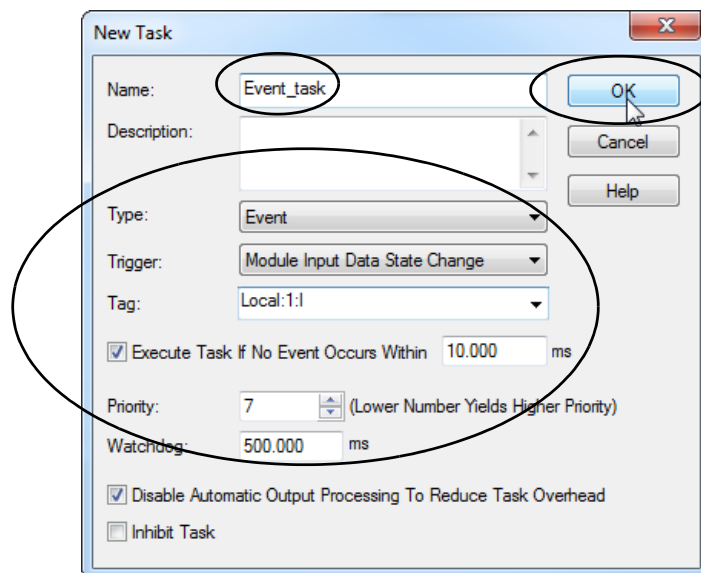 New Task
Name: Event_task OK
Description: Cancel
Help
Type: Event
Trigger: Module Input Data State Change
Tag: Local:1:I
Execute Task If No Event Occurs Within 10.000 ms
Priority: 7 (Lower Number Yields Higher Priority)
Watchdog: 500.000 ms
Disable Automatic Output Processing To Reduce Task Overhead
Inhibit Task